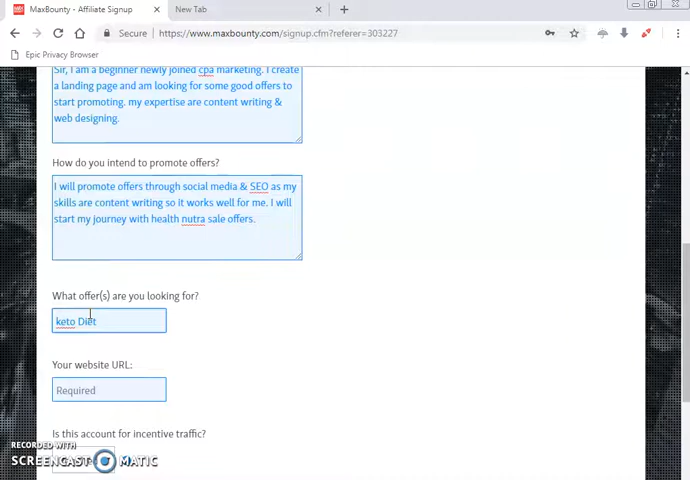 MaxBounty - Affiliate Signup
New Tab
Secure
https://www.maxbounty.com/signup.cfm?referer=303227
Epic Privacy Browser
Sir, I am a beginner newly joined cpa marketing. I create
a landing page and am looking for some good offers to
start promoting. my expertise are content writing &
web designing.
How do you intend to promote offers?
I will promote offers through social media & SEO as my
skills are content writing so it works well for me. I will
start my journey with health nutra sale offers.
What offer(s) are you looking for?
keto Diet
Your website URL:
Required
Is this account for incentive traffic?
RECORDED WITH
SCREENCAST MATIC